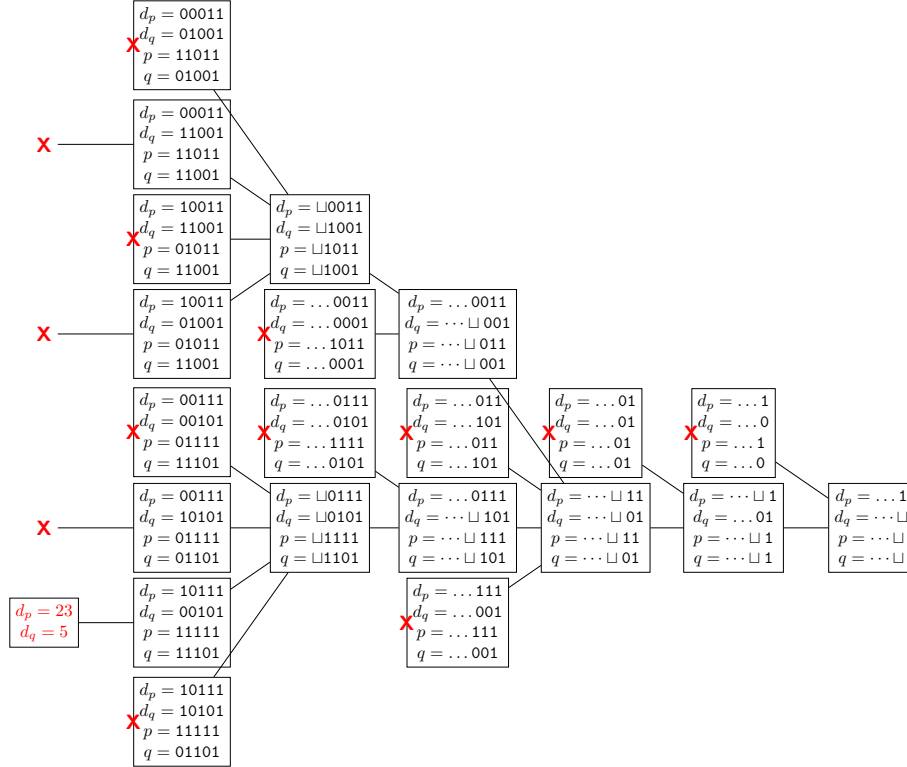 X
d_p = 00011
d_q = 01001
p = 11011
q = 01001
X
d_p = 00011
d_q = 11001
p = 11011
q = 11001
X
d_p = 10011
d_q = 11001
p = 01011
q = 11001
d_p = ⊔0011
d_q = ⊔1001
p = ⊔1011
q = ⊔1001
X
d_p = 10011
d_q = 01001
p = 01011
q = 11001
X
d_p = ...0011
d_q = ...0001
p = ...1011
q = ...0001
d_p = ...0011
d_q = ···⊔001
p = ···⊔011
q = ···⊔001
X
d_p = 00111
d_q = 00101
p = 01111
q = 11101
X
d_p = ...0111
d_q = ...0101
p = ...1111
q = ...0101
X
d_p = ...011
d_q = ...101
p = ...011
q = ...101
X
d_p = ...01
d_q = ...01
p = ...01
q = ...01
X
d_p = ...1
d_q = ...0
p = ...1
q = ...0
X
d_p = 00111
d_q = 10101
p = 01111
q = 01101
d_p = ⊔0111
d_q = ⊔0101
p = ⊔1111
q = ⊔1101
d_p = ...0111
d_q = ···⊔101
p = ···⊔111
q = ···⊔101
d_p = ···⊔11
d_q = ···⊔01
p = ···⊔11
q = ···⊔01
d_p = ···⊔1
d_q = ...01
p = ···⊔1
q = ···⊔1
d_p = ...1
d_q = ···⊔
p = ···⊔
q = ···⊔
d_p = 23
d_q = 5
d_p = 10111
d_q = 00101
p = 11111
q = 11101
X
d_p = ...111
d_q = ...001
p = ...111
q = ...001
X
d_p = 10111
d_q = 10101
p = 11111
q = 01101